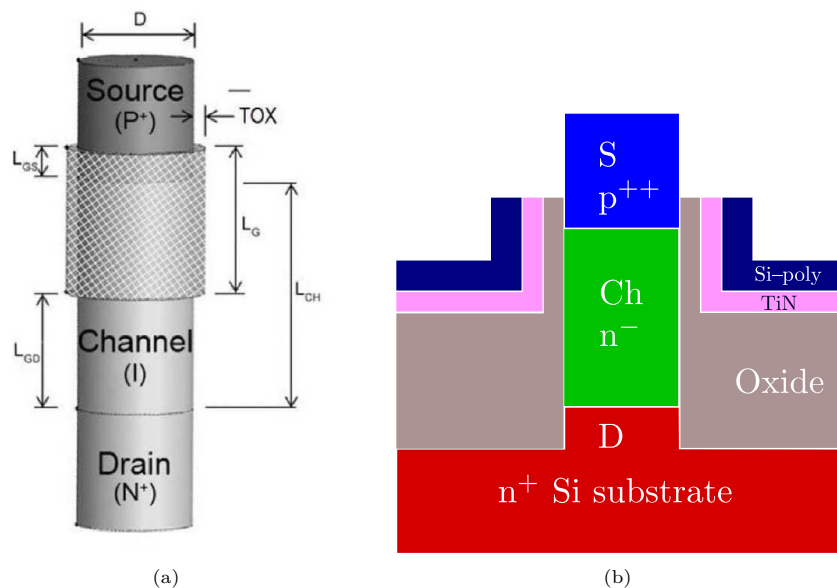 D
Source
(P⁺)
TOX
L_GS
L_G
L_CH
Channel
(I)
L_GD
Drain
(N⁺)
(a)
S
p⁺⁺
Si–poly
TiN
Ch
n⁻
Oxide
D
n⁺ Si substrate
(b)